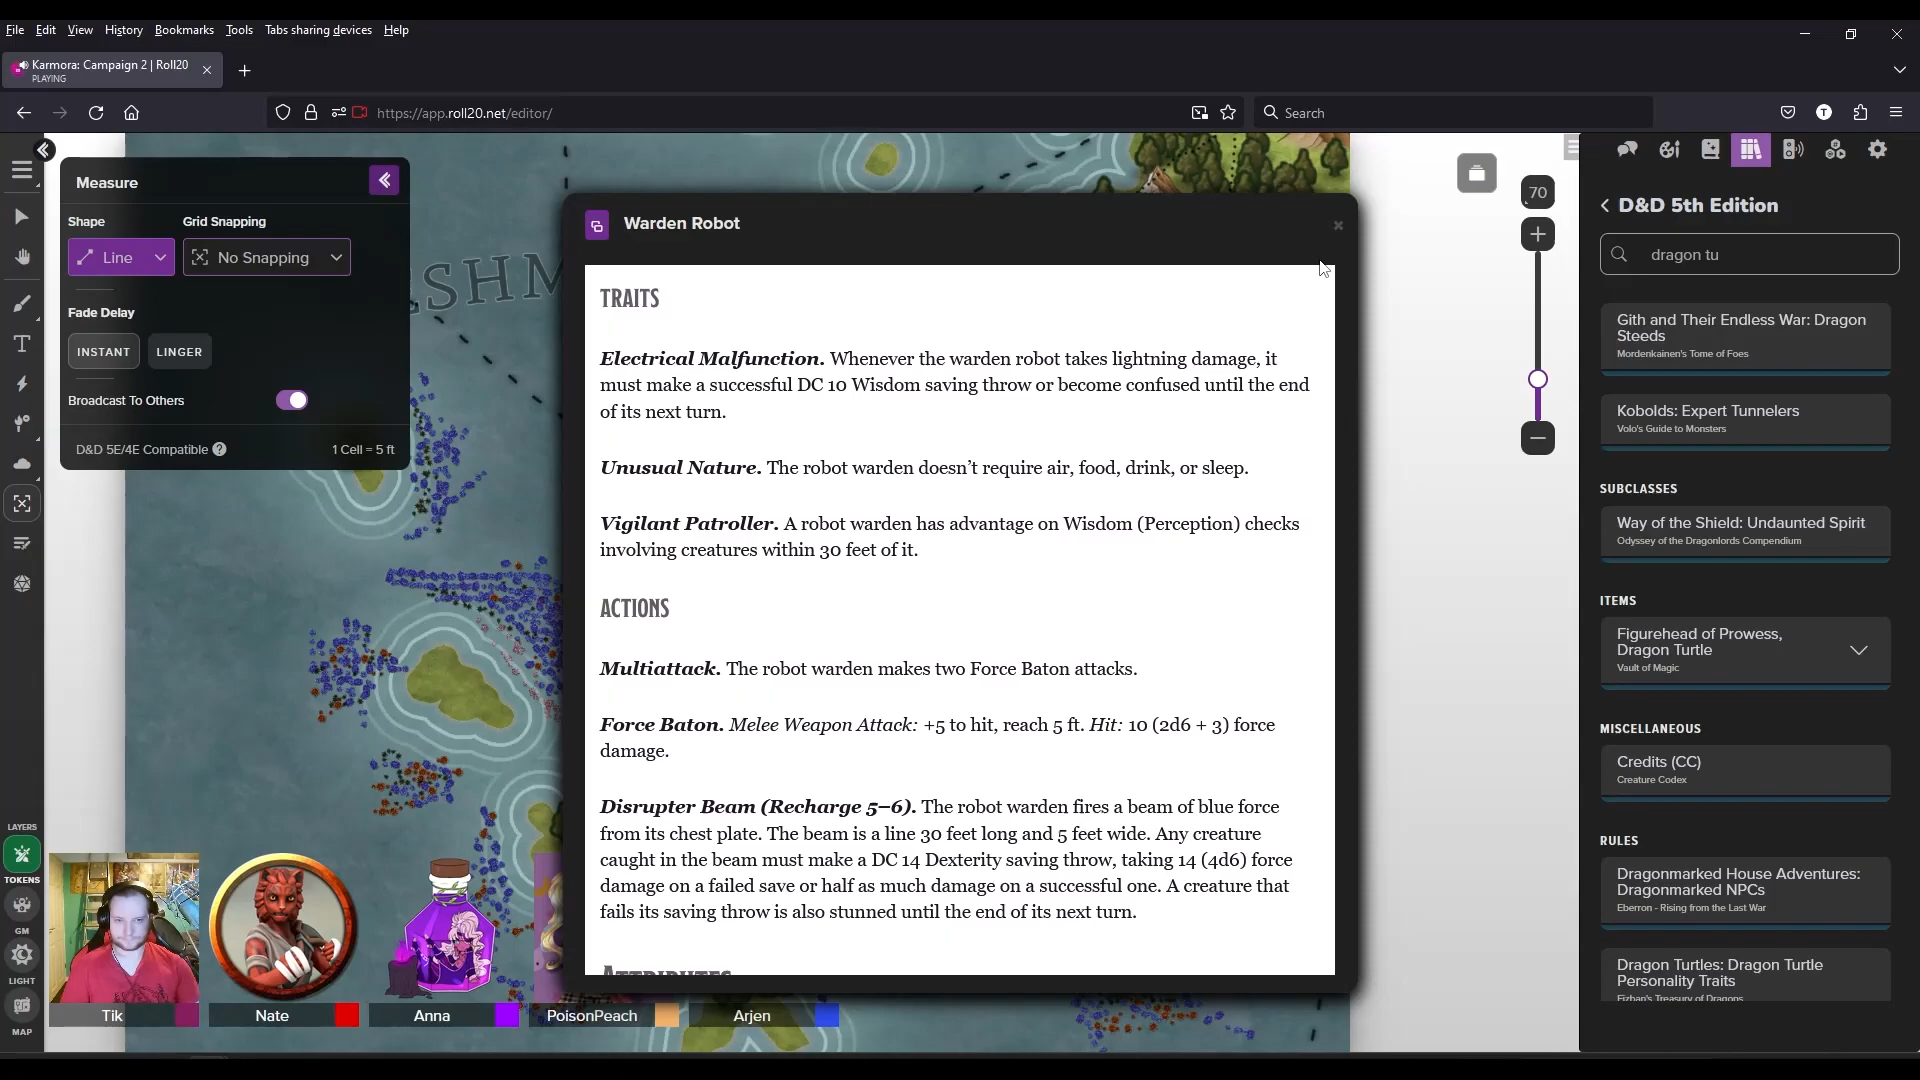 File Edit View History Bookmarks Tools Tabs sharing devices Help
Karmora: Campaign 2 | Roll20
PLAYING
https://app.roll20.net/editor/
Search
Measure
Shape
Grid Snapping
Line
No Snapping
Fade Delay
INSTANT
LINGER
Broadcast To Others
D&D 5E/4E Compatible
1 Cell = 5 ft
ESHM
Warden Robot
TRAITS
Electrical Malfunction. Whenever the warden robot takes lightning damage, it
must make a successful DC 10 Wisdom saving throw or become confused until the end
of its next turn.
Unusual Nature. The robot warden doesn’t require air, food, drink, or sleep.
Vigilant Patroller. A robot warden has advantage on Wisdom (Perception) checks
involving creatures within 30 feet of it.
ACTIONS
Multiattack. The robot warden makes two Force Baton attacks.
Force Baton. Melee Weapon Attack: +5 to hit, reach 5 ft. Hit: 10 (2d6 + 3) force
damage.
Disrupter Beam (Recharge 5–6). The robot warden fires a beam of blue force
from its chest plate. The beam is a line 30 feet long and 5 feet wide. Any creature
caught in the beam must make a DC 14 Dexterity saving throw, taking 14 (4d6) force
damage on a failed save or half as much damage on a successful one. A creature that
fails its saving throw is also stunned until the end of its next turn.
ATTRIBUTES
70
D&D 5th Edition
dragon tu
Gith and Their Endless War: Dragon
Steeds
Mordenkainen's Tome of Foes
Kobolds: Expert Tunnelers
Volo's Guide to Monsters
SUBCLASSES
Way of the Shield: Undaunted Spirit
Odyssey of the Dragonlords Compendium
ITEMS
Figurehead of Prowess,
Dragon Turtle
Vault of Magic
MISCELLANEOUS
Credits (CC)
Creature Codex
RULES
Dragonmarked House Adventures:
Dragonmarked NPCs
Eberron - Rising from the Last War
Dragon Turtles: Dragon Turtle
Personality Traits
Fizban's Treasury of Dragons
LAYERS
TOKENS
GM
LIGHT
MAP
Tik
Nate
Anna
PoisonPeach
Arjen